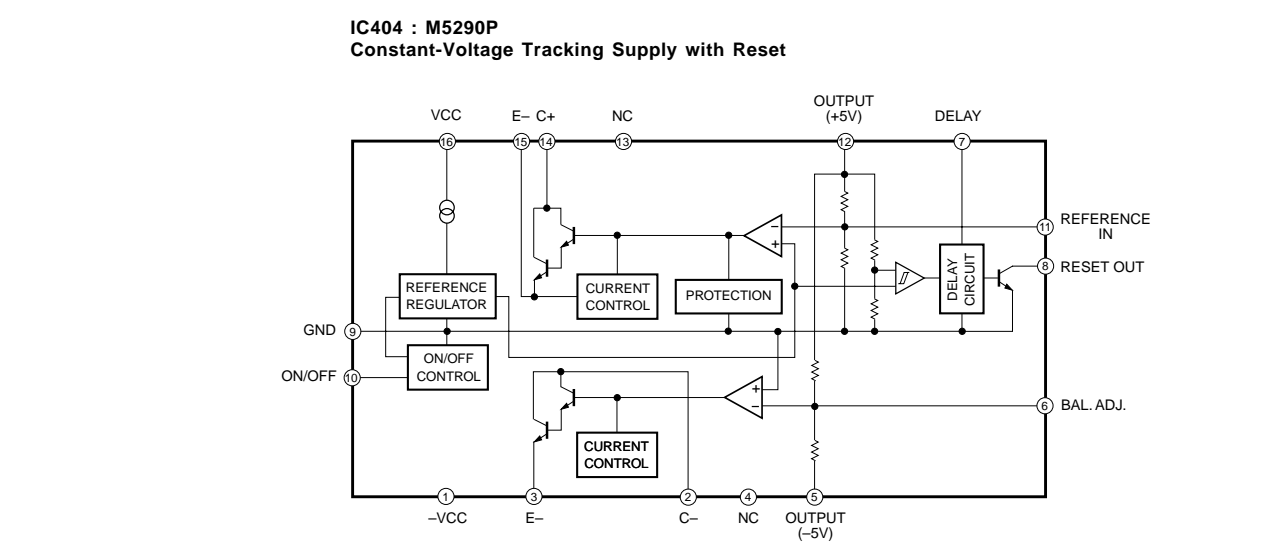 IC404 : M5290P
Constant-Voltage Tracking Supply with Reset
VCC
E– C+
NC
OUTPUT
(+5V)
DELAY
16
15
14
13
12
7
REFERENCE
IN
11
8
RESET OUT
REFERENCE
REGULATOR
CURRENT
CONTROL
PROTECTION
DELAY
CIRCUIT
–
+
GND
9
ON/OFF
CONTROL
ON/OFF
10
+
–
6
BAL. ADJ.
CURRENT
CONTROL
1
3
2
4
5
–VCC
E–
C–
NC
OUTPUT
(–5V)